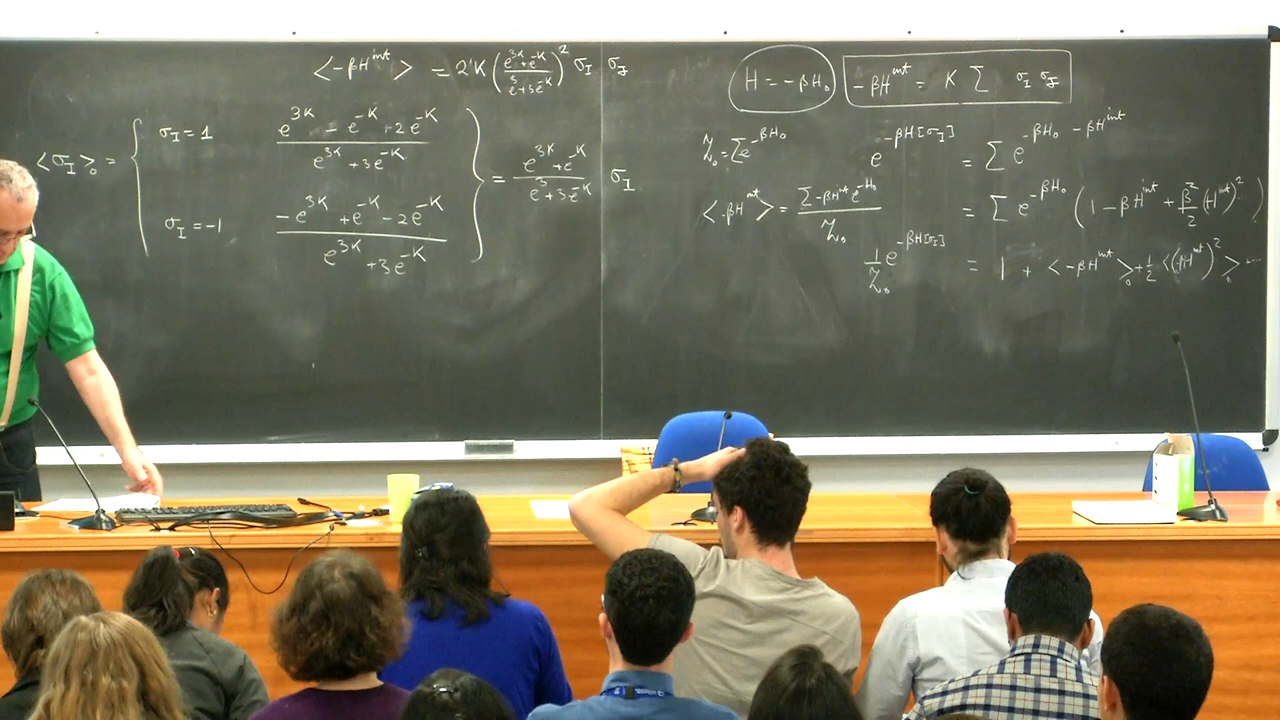 <-βH^int> = 2K ((e^3K + e^-K)/(e^3 + 3e^-K))^2 σ_I σ_J
<σ_I>_0 = { σ_I = 1 (e^3K - e^-K + 2e^-K)/(e^3K + 3e^-K)
σ_I = -1 (-e^3K + e^-K - 2e^-K)/(e^3K + 3e^-K) } = (e^3K + e^-K)/(e^3 + 3e^-K) σ_I
H = -βH_0
-βH^int = K Σ σ_I σ_J
Z_0 = Σe^-βH_0
e^-βH[σ_I] = Σ e^-βH_0 -βH^int
<-βH^int> = (Σ -βH^int e^-H_0)/Z_0
= Σ e^-βH_0 (1 - βH^int + β^2/2 (H^int)^2)
1/Z_0 e^-βH[σ_I] = 1 + <-βH^int>_0 + 1/2 <(βH^int)^2>_0 ...